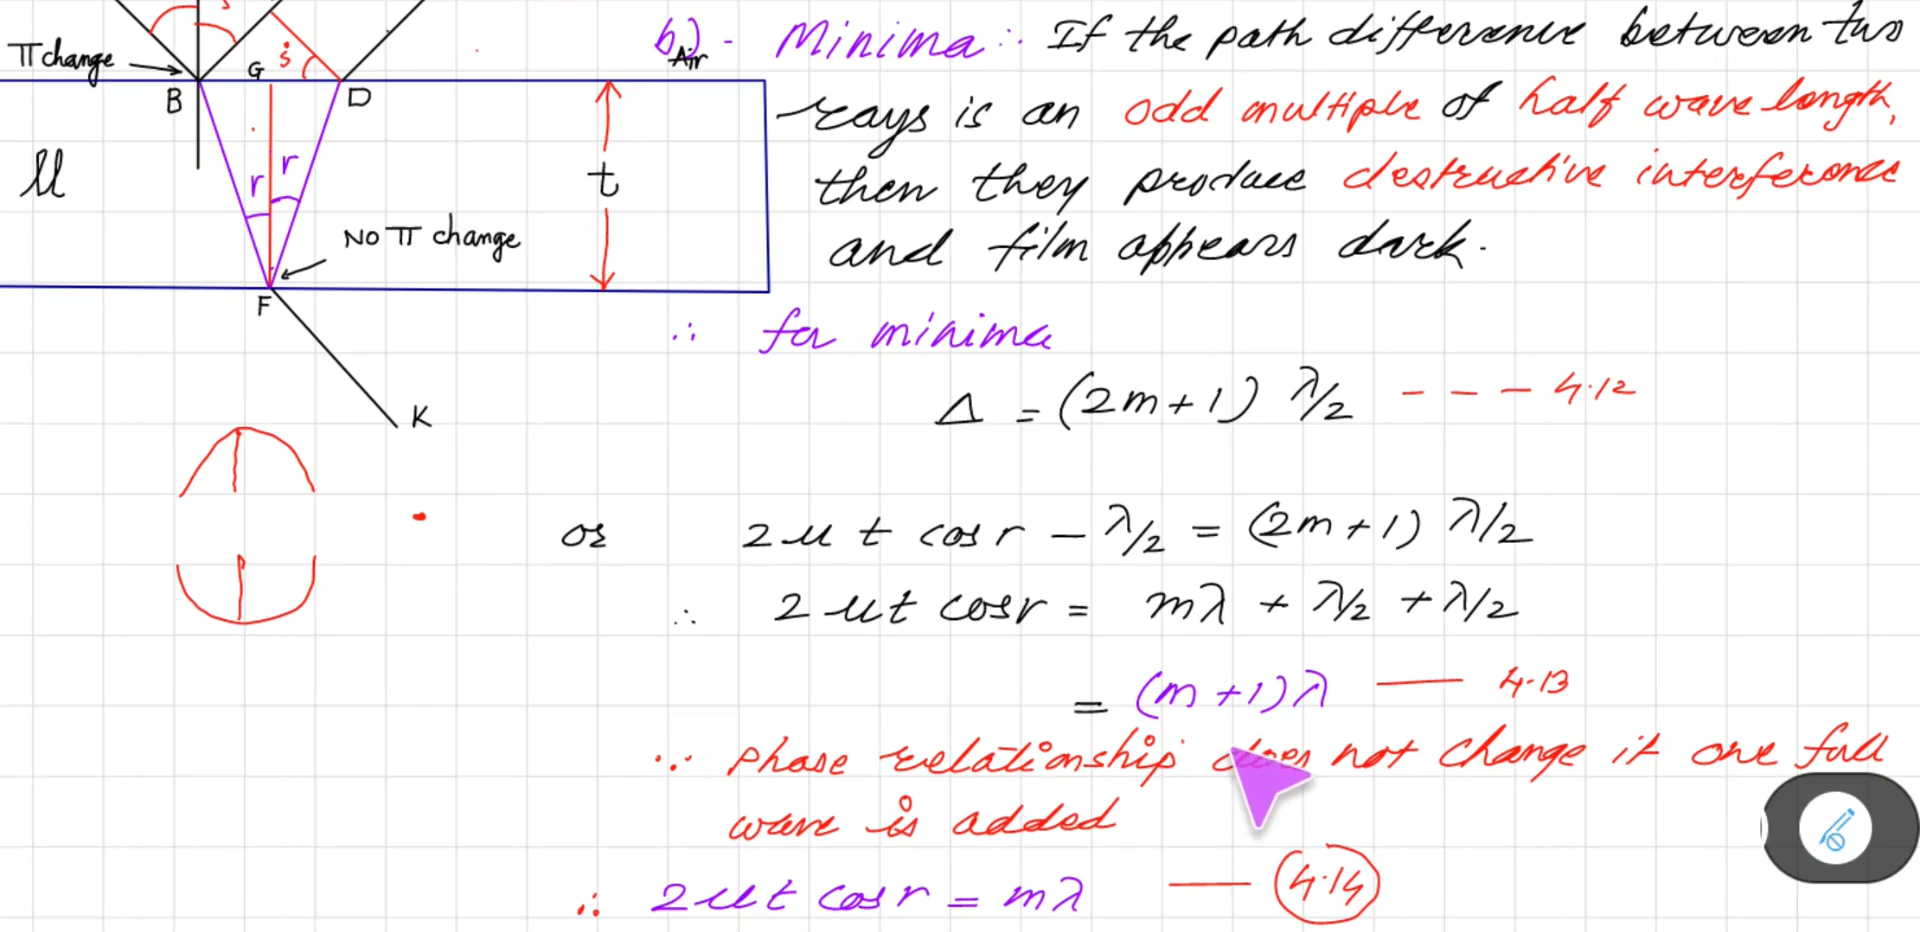 π change
G
i
B
D
Air
μ
r
r
t
NO π change
F
K
b) - Minima :- If the path difference between two
rays is an odd multiple of half wave length,
then they produce destructive interference
and film appears dark.
∴ for minima
Δ = (2m+1) λ/2 - - - 4.12
or 2μt cos r - λ/2 = (2m+1) λ/2
∴ 2μt cos r = mλ + λ/2 + λ/2
= (m+1)λ — 4.13
∵ phase relationship does not change if one full
wave is added
∴ 2μt cos r = mλ — 4.14